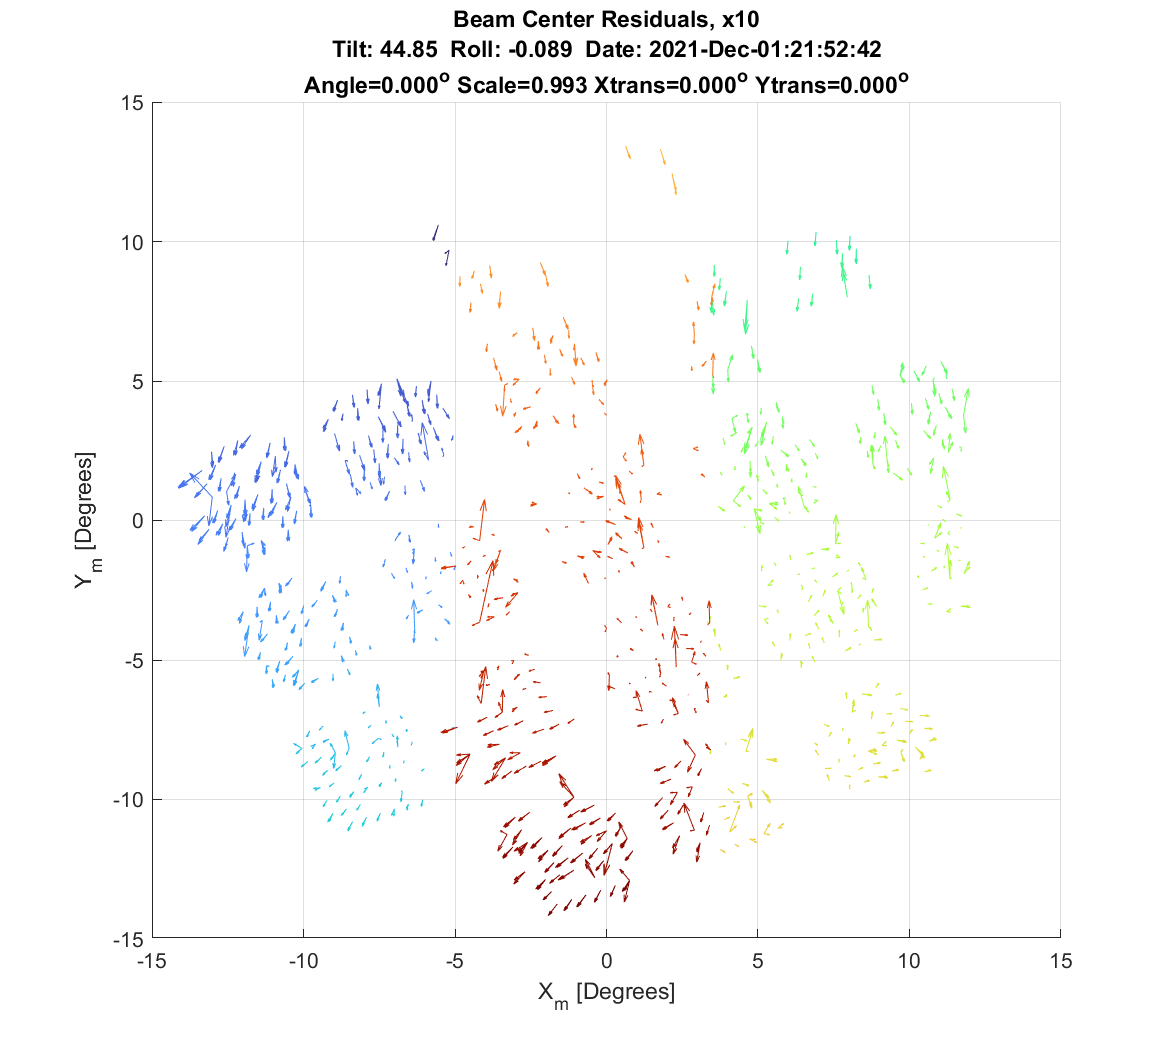 Beam Center Residuals, x10
Tilt: 44.85 Roll: -0.089 Date: 2021-Dec-01:21:52:42
Angle=0.000° Scale=0.993 Xtrans=0.000° Ytrans=0.000°
15
10
5
0
-5
-10
-15
Y_m [Degrees]
-15 -10 -5 0 5 10 15
X_m [Degrees]